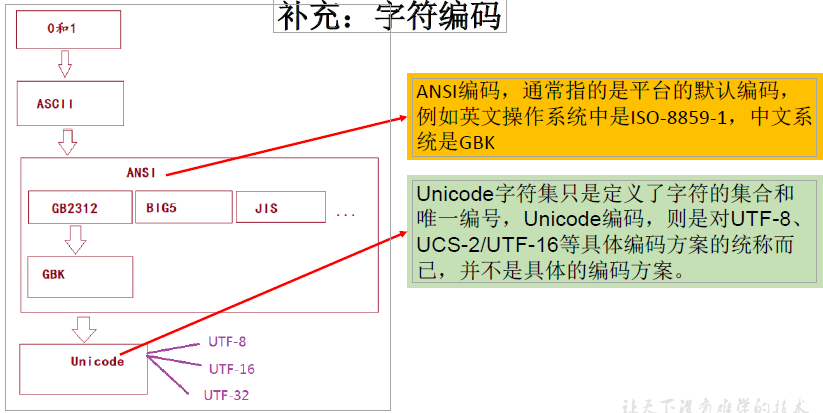 补充：字符编码
0和1
ASCII
ANSI
GB2312
BIG5
JIS
...
GBK
Unicode
UTF-8
UTF-16
UTF-32
ANSI编码，通常指的是平台的默认编码，
例如英文操作系统中是ISO-8859-1，中文系
统是GBK
Unicode字符集只是定义了字符的集合和
唯一编号，Unicode编码，则是对UTF-8、
UCS-2/UTF-16等具体编码方案的统称而
已，并不是具体的编码方案。
让天下没有难学的技术